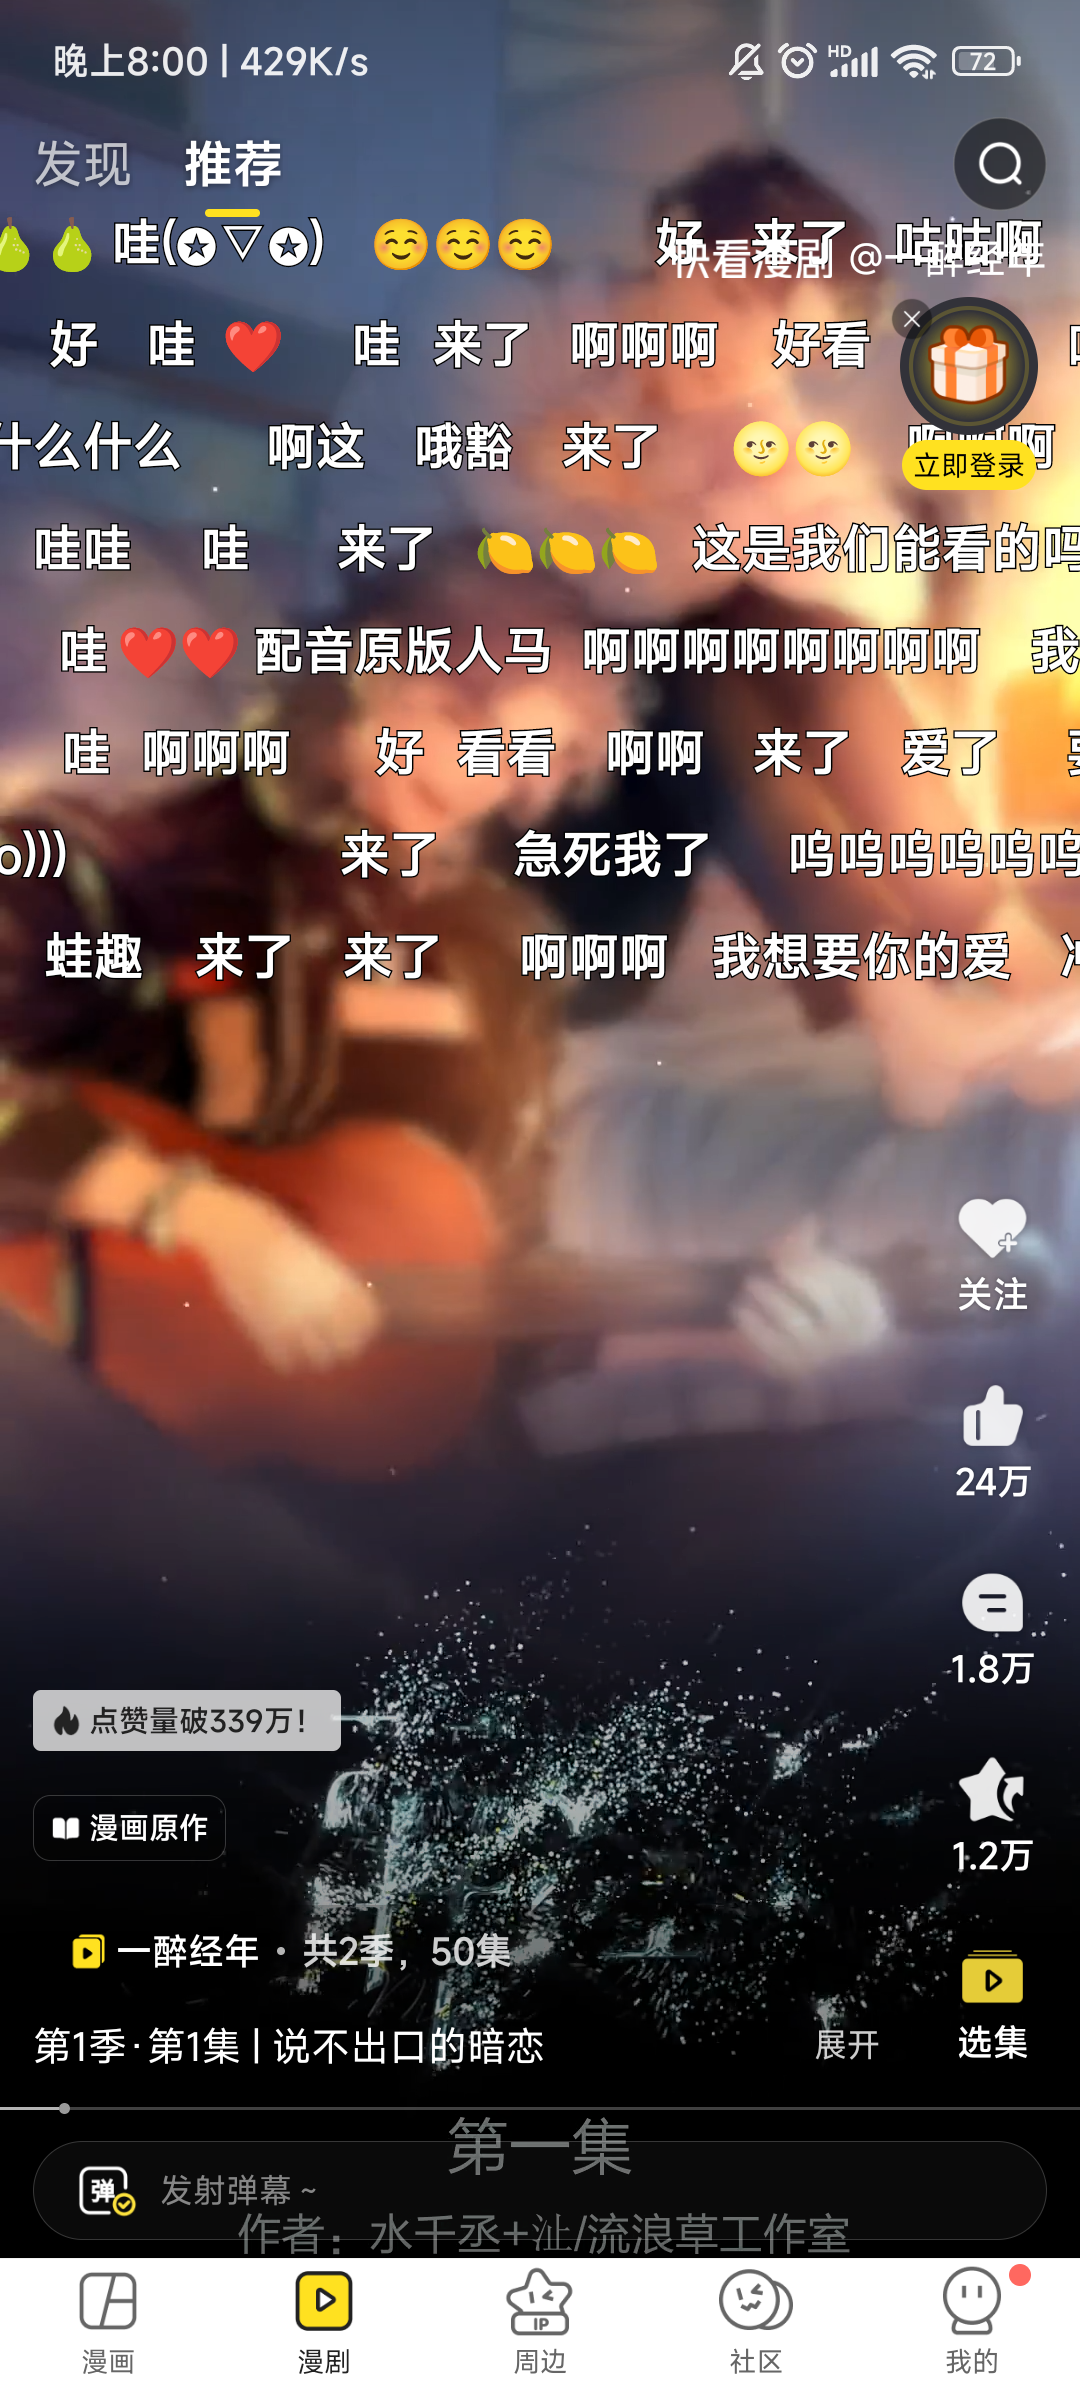 晚上8:00 | 429K/s
HD
72
发现 推荐
哇(✪▽✪) 😊😊😊 好 来了 咕咕啊
快看漫剧 @一醉经年
好 哇 ❤️ 哇 来了 啊啊啊 好看
什么什么 啊这 哦豁 来了 🌝🌝 啊啊啊
立即登录
哇哇 哇 来了 🍋🍋🍋 这是我们能看的吗
哇❤️❤️ 配音原版人马 啊啊啊啊啊啊啊啊 我
哇 啊啊啊 好 看看 啊啊 来了 爱了 要
o))) 来了 急死我了 呜呜呜呜呜呜
蛙趣 来了 来了 啊啊啊 我想要你的爱
关注
24万
1.8万
点赞量破339万!
漫画原作
1.2万
一醉经年 · 共2季，50集
第1季·第1集 | 说不出口的暗恋 展开
选集
第一集
弹 发射弹幕 ~
作者：水千丞+沚/流浪草工作室
IP
漫画 漫剧 周边 社区 我的